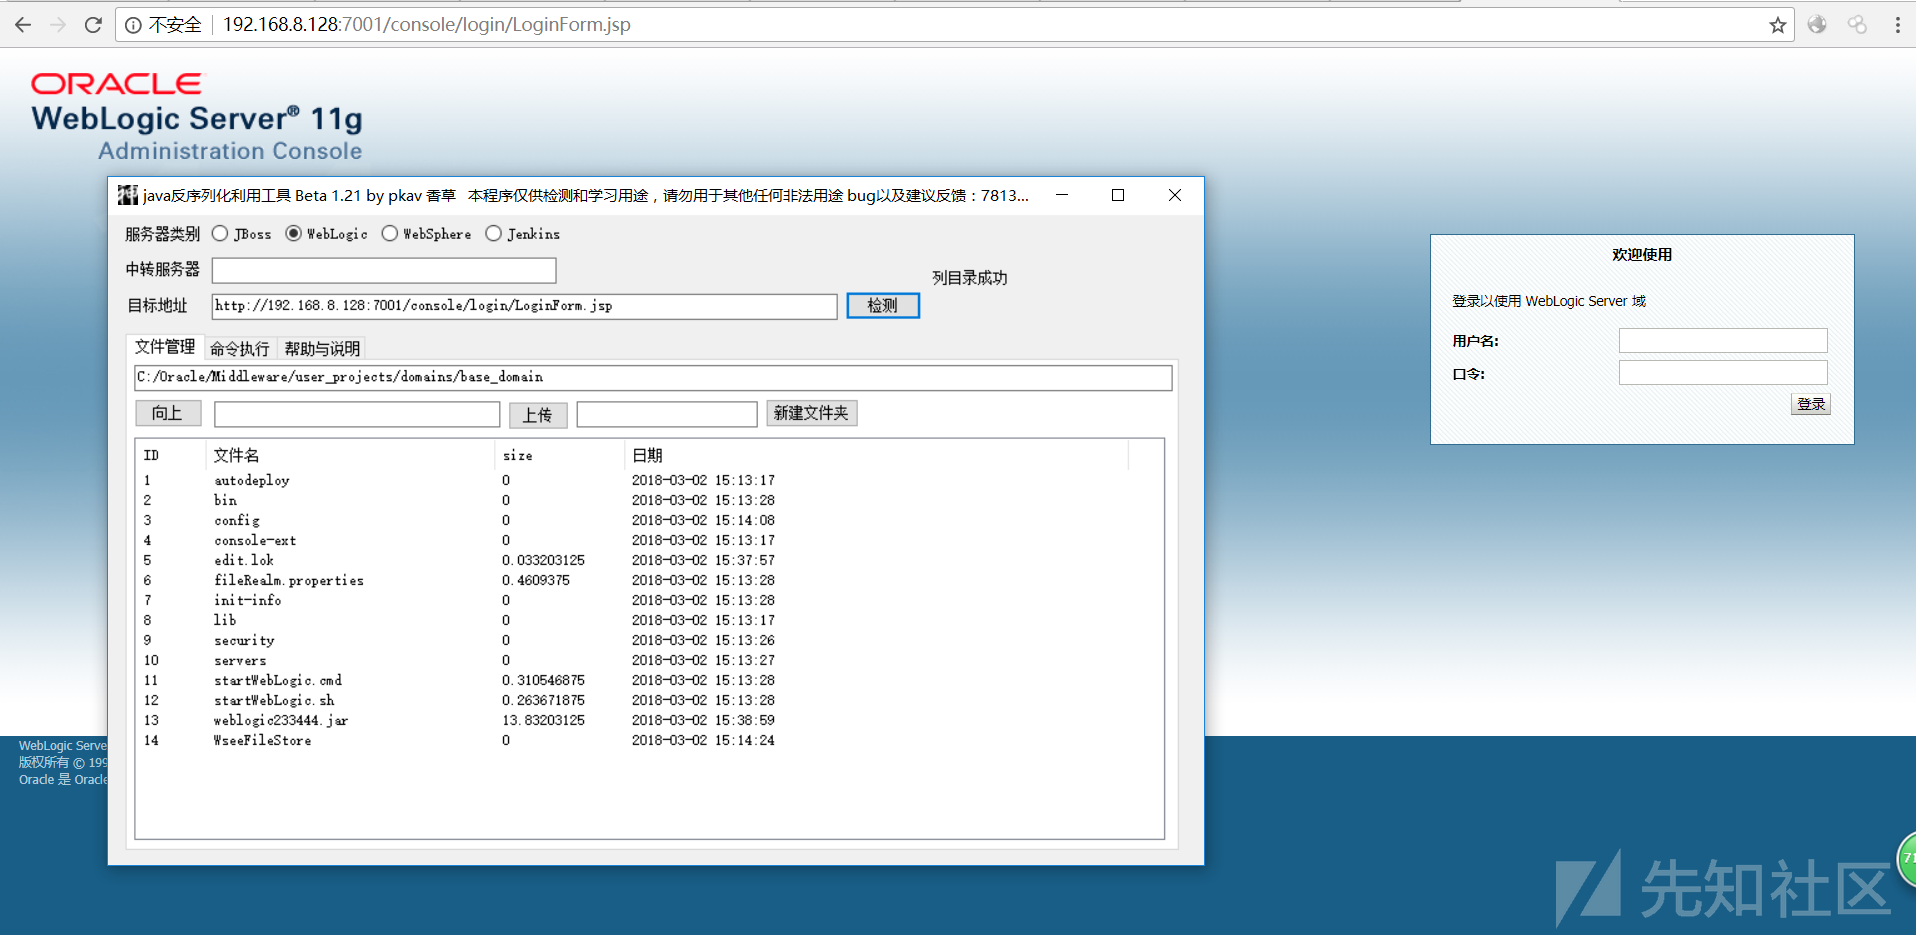 不安全 192.168.8.128:7001/console/login/LoginForm.jsp
ORACLE
WebLogic Server® 11g
Administration Console
java反序列化利用工具 Beta 1.21 by pkav 香草 本程序仅供检测和学习用途，请勿用于其他任何非法用途 bug以及建议反馈：7813...
服务器类别 JBoss WebLogic WebSphere Jenkins
中转服务器
列目录成功
目标地址 http://192.168.8.128:7001/console/login/LoginForm.jsp 检测
文件管理 命令执行 帮助与说明
C:/Oracle/Middleware/user_projects/domains/base_domain
向上 上传 新建文件夹
ID 文件名 size 日期
1 autodeploy 0 2018-03-02 15:13:17
2 bin 0 2018-03-02 15:13:28
3 config 0 2018-03-02 15:14:08
4 console-ext 0 2018-03-02 15:13:17
5 edit.lok 0.033203125 2018-03-02 15:37:57
6 fileRealm.properties 0.4609375 2018-03-02 15:13:28
7 init-info 0 2018-03-02 15:13:28
8 lib 0 2018-03-02 15:13:17
9 security 0 2018-03-02 15:13:26
10 servers 0 2018-03-02 15:13:27
11 startWebLogic.cmd 0.310546875 2018-03-02 15:13:28
12 startWebLogic.sh 0.263671875 2018-03-02 15:13:28
13 weblogic233444.jar 13.83203125 2018-03-02 15:38:59
14 WseeFileStore 0 2018-03-02 15:14:24
欢迎使用
登录以使用 WebLogic Server 域
用户名:
口令:
登录
WebLogic Serve
版权所有 © 199
Oracle 是 Oracle
71
先知社区